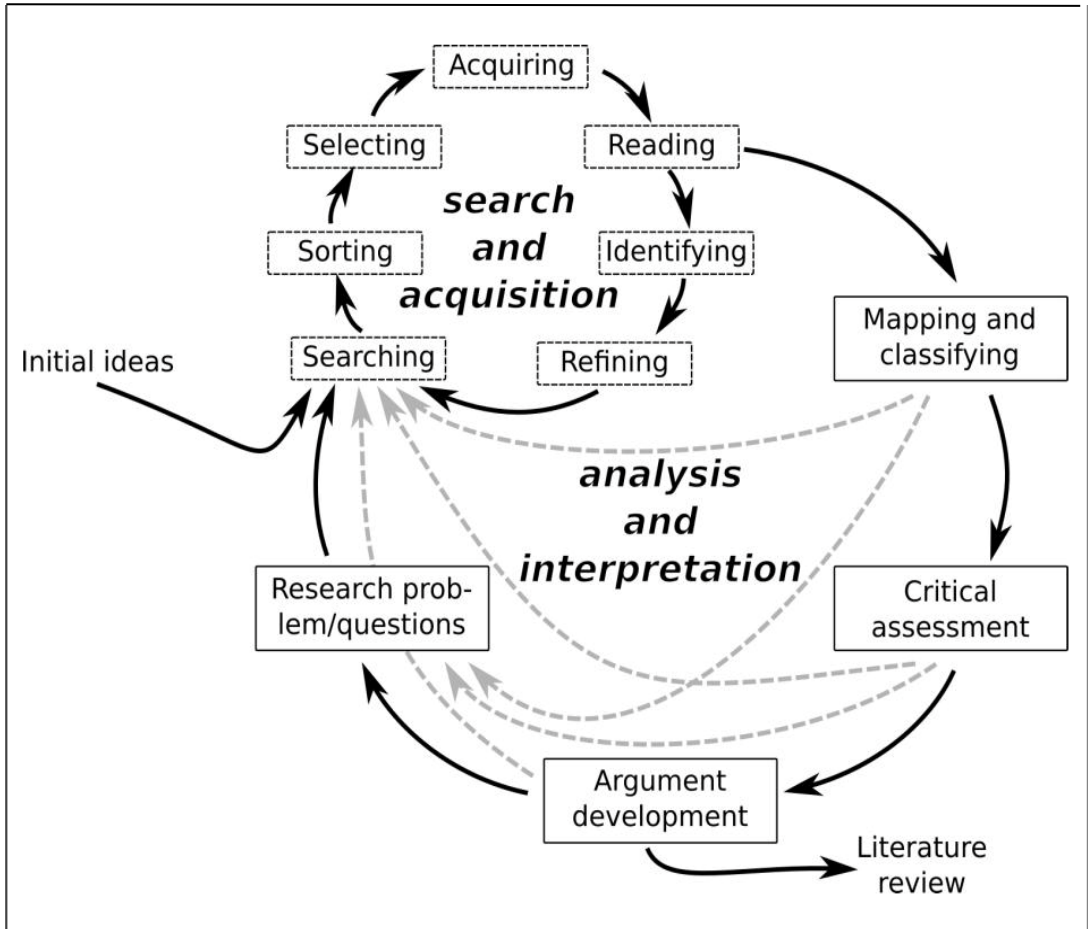 Acquiring
Selecting
Reading
search
and
acquisition
Sorting
Identifying
Searching
Refining
Initial ideas
Mapping and
classifying
analysis
and
interpretation
Research prob-
lem/questions
Critical
assessment
Argument
development
Literature
review